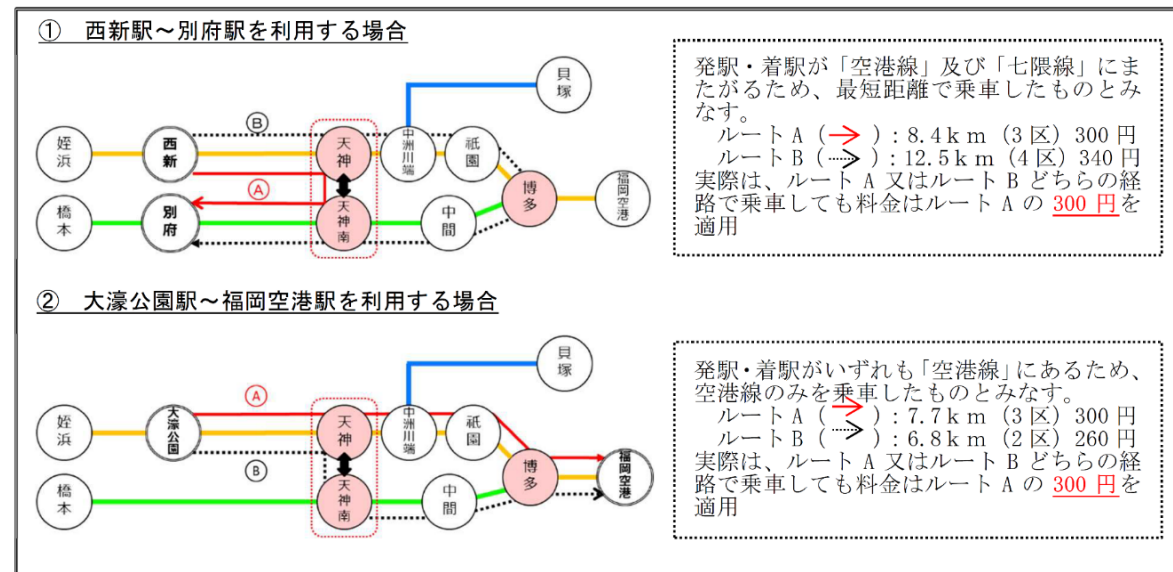 ① 西新駅～別府駅を利用する場合
貝塚
Ⓑ
姪浜
西新
天神
中洲川端
祇園
Ⓐ
博多
福岡空港
橋本
別府
天神南
中間
発駅・着駅が「空港線」及び「七隈線」にま
たがるため、最短距離で乗車したものとみ
なす。
ルートA（→）：8.4km（3区）300円
ルートB（┈>）：12.5km（4区）340円
実際は、ルートA又はルートBどちらの経
路で乗車しても料金はルートAの 300円を
適用
② 大濠公園駅～福岡空港駅を利用する場合
貝塚
Ⓐ
姪浜
大濠公園
天神
中洲川端
祇園
Ⓑ
博多
福岡空港
橋本
天神南
中間
発駅・着駅がいずれも「空港線」にあるため、
空港線のみを乗車したものとみなす。
ルートA（→）：7.7km（3区）300円
ルートB（┈>）：6.8km（2区）260円
実際は、ルートA又はルートBどちらの経
路で乗車しても料金はルートAの 300円を
適用